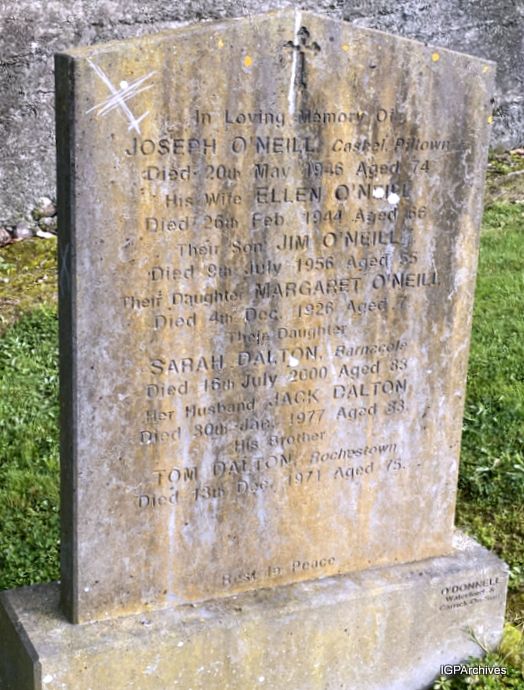 In Loving Memory Of
JOSEPH O'NEILL, Cashel, Piltown
Died 20th May 1946 Aged 74
His Wife ELLEN O'NEILL
Died 26th Feb. 1944 Aged 66
Their Son JIM O'NEILL
Died 9th July 1956 Aged 55
Their Daughter MARGARET O'NEILL
Died 4th Dec. 1926 Aged 7
Their Daughter
SARAH DALTON, Barnacole
Died 16th July 2000 Aged 83
Her Husband JACK DALTON
Died 30th Jan. 1977 Aged 83.
His Brother
TOM DALTON, Rochestown
Died 13th Dec. 1971 Aged 75.
Rest In Peace
O'DONNELL
Waterford &
Carrick-On-Suir
IGPArchives